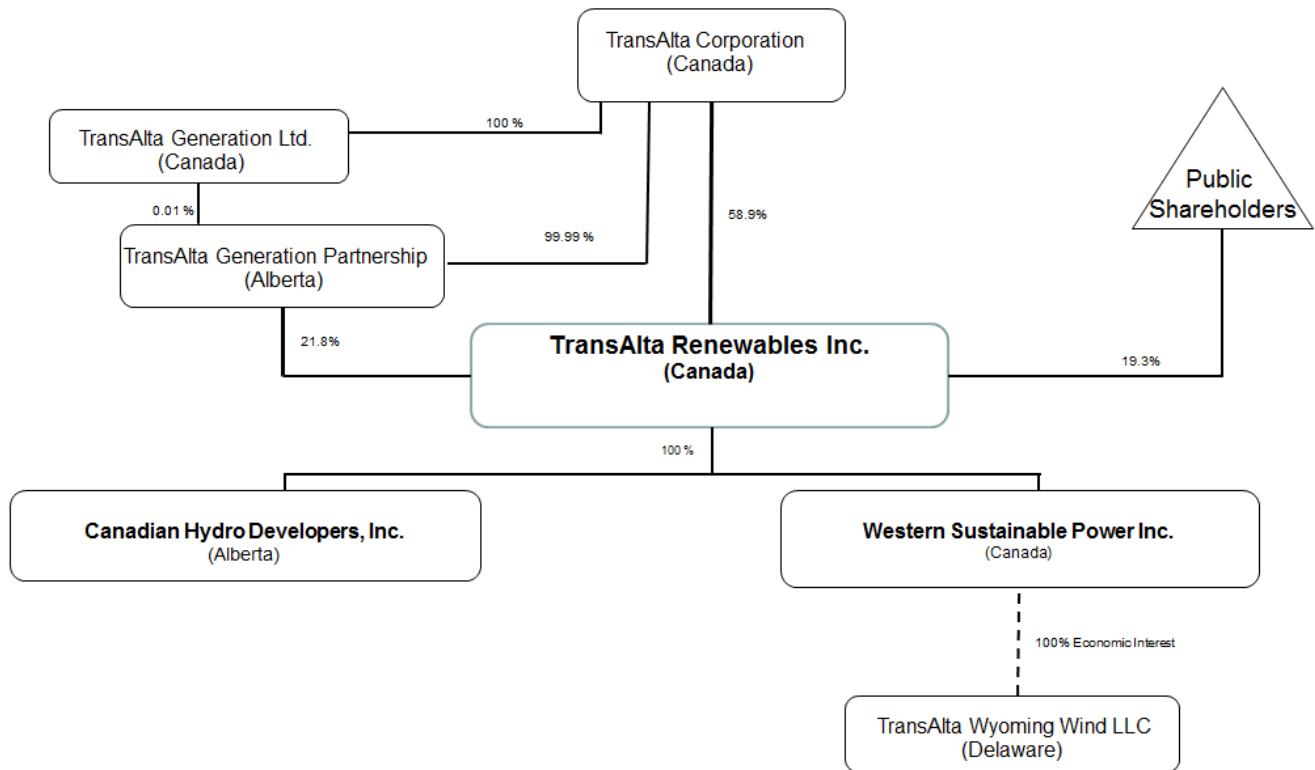 TransAlta Corporation
(Canada)
100 %
TransAlta Generation Ltd.
(Canada)
0.01 %
TransAlta Generation Partnership
(Alberta)
99.99 %
58.9%
Public
Shareholders
21.8%
TransAlta Renewables Inc.
(Canada)
19.3%
100 %
Canadian Hydro Developers, Inc.
(Alberta)
Western Sustainable Power Inc.
(Canada)
100% Economic Interest
TransAlta Wyoming Wind LLC
(Delaware)